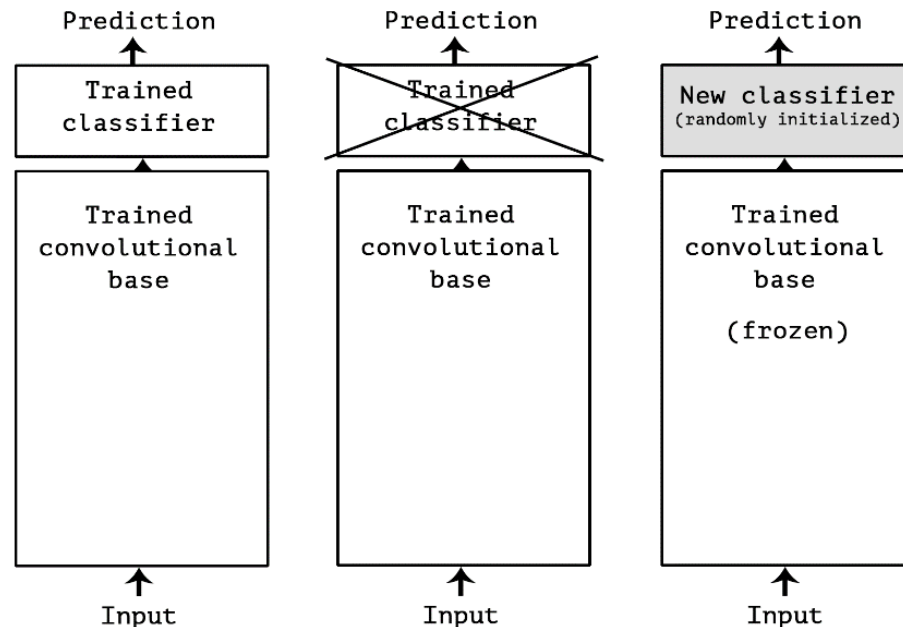 Prediction
Trained
classifier
Trained
convolutional
base
Input
Prediction
Trained
classifier
Trained
convolutional
base
Input
Prediction
New classifier
(randomly initialized)
Trained
convolutional
base
(frozen)
Input